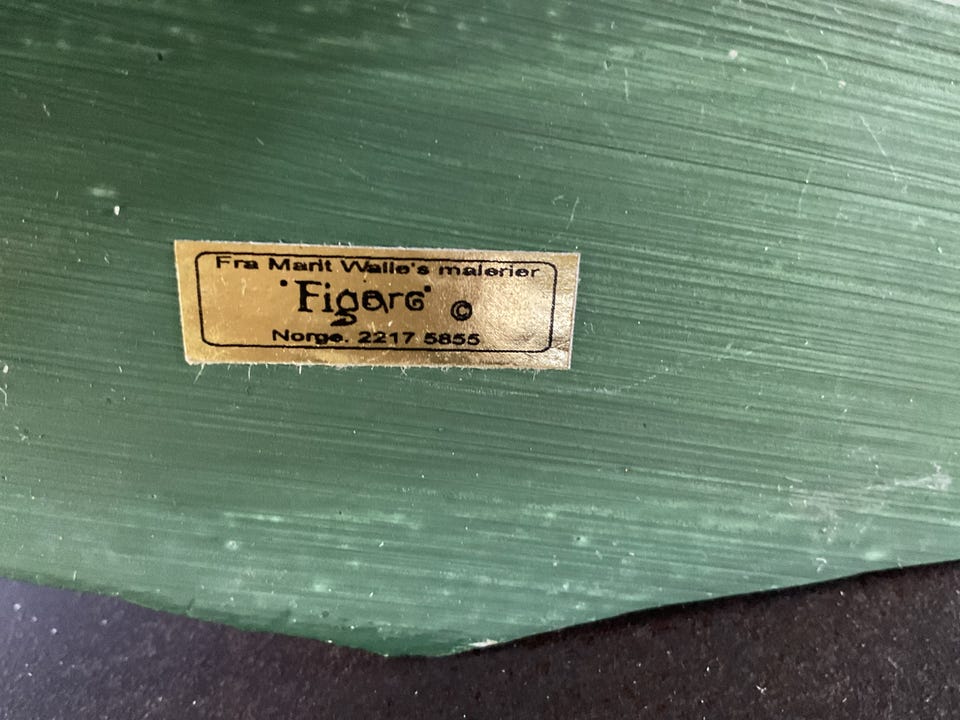 Fra Marit Walle's malerier
"Figaro" ©
Norge. 2217 5855